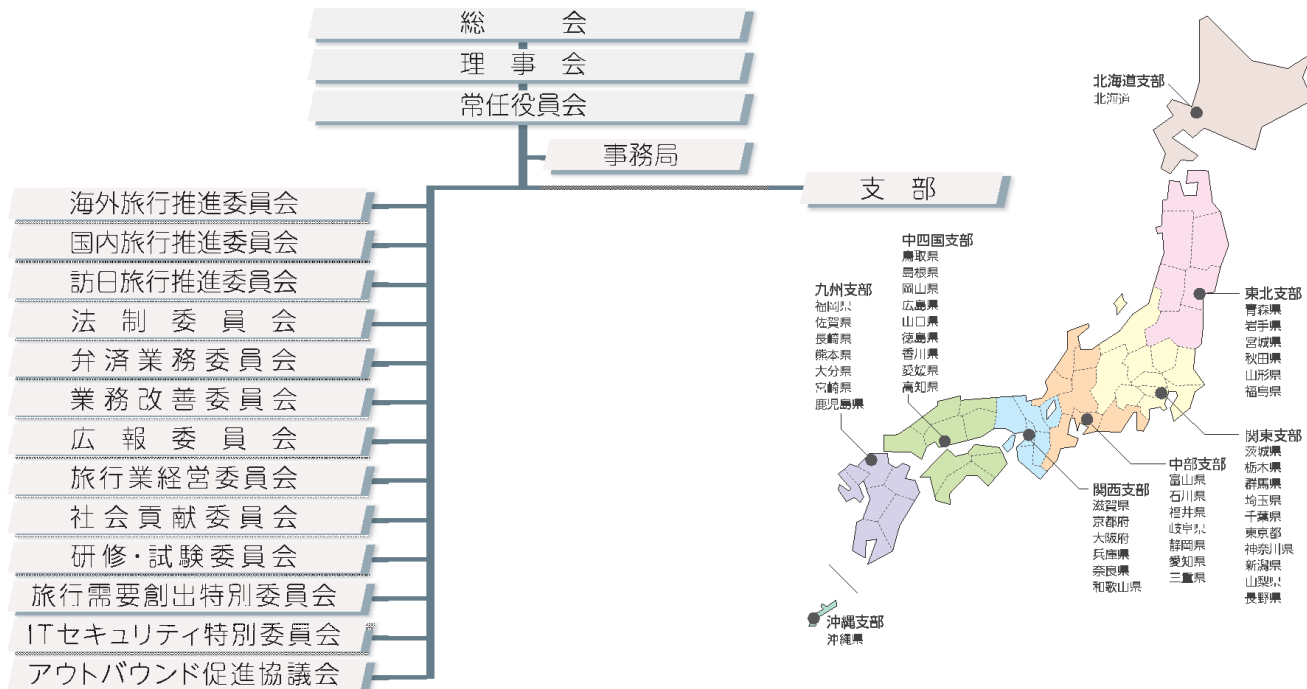 総会
理事会
常任役員会
事務局
支部
海外旅行推進委員会
国内旅行推進委員会
訪日旅行推進委員会
法制委員会
弁済業務委員会
業務改善委員会
広報委員会
旅行業経営委員会
社会貢献委員会
研修・試験委員会
旅行需要創出特別委員会
ITセキュリティ特別委員会
アウトバウンド促進協議会
北海道支部
北海道
東北支部
青森県
岩手県
宮城県
秋田県
山形県
福島県
関東支部
茨城県
栃木県
群馬県
埼玉県
千葉県
東京都
神奈川県
新潟県
山梨県
長野県
中部支部
富山県
石川県
福井県
岐阜県
静岡県
愛知県
三重県
関西支部
滋賀県
京都府
大阪府
兵庫県
奈良県
和歌山県
中四国支部
鳥取県
島根県
岡山県
広島県
山口県
徳島県
香川県
愛媛県
高知県
九州支部
福岡県
佐賀県
長崎県
熊本県
大分県
宮崎県
鹿児島県
沖縄支部
沖縄県